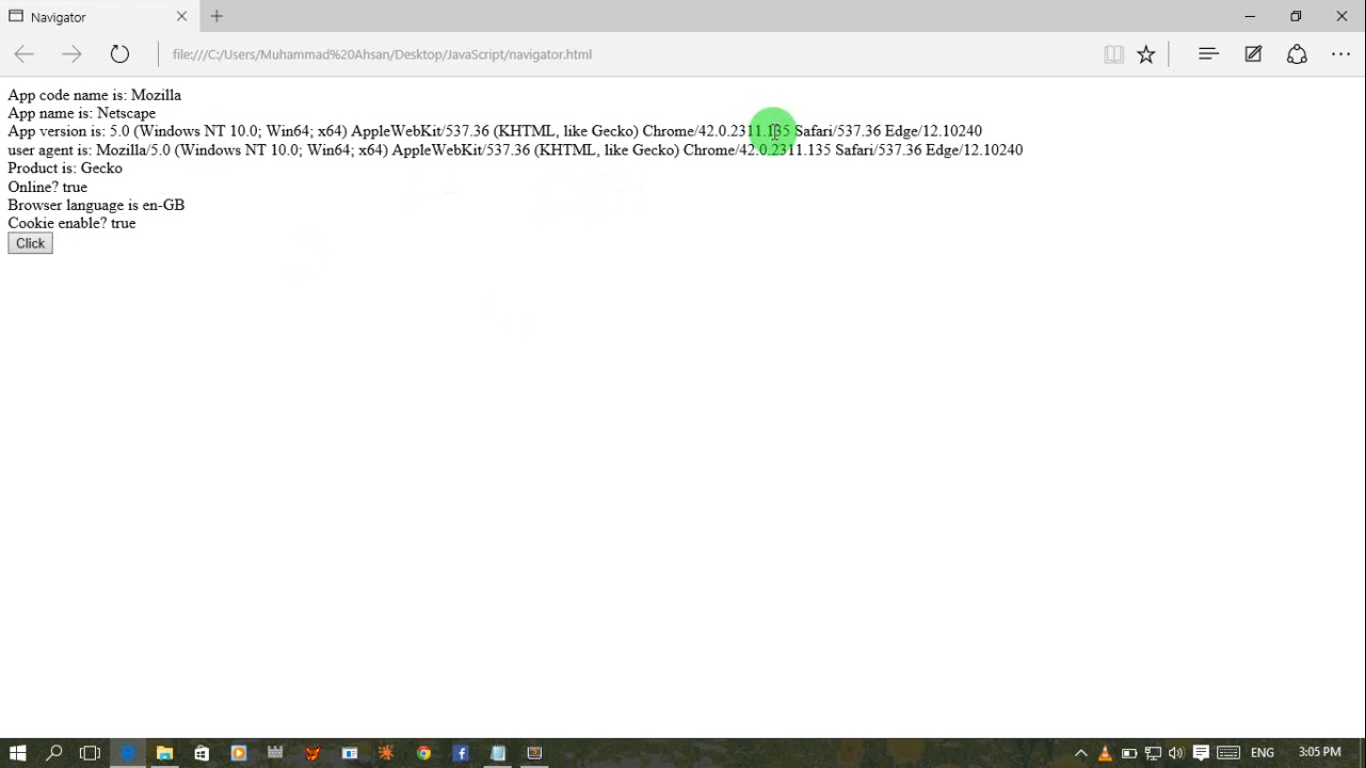 Navigator
file:///C:/Users/Muhammad%20Ahsan/Desktop/JavaScript/navigator.html
App code name is: Mozilla
App name is: Netscape
App version is: 5.0 (Windows NT 10.0; Win64; x64) AppleWebKit/537.36 (KHTML, like Gecko) Chrome/42.0.2311.135 Safari/537.36 Edge/12.10240
user agent is: Mozilla/5.0 (Windows NT 10.0; Win64; x64) AppleWebKit/537.36 (KHTML, like Gecko) Chrome/42.0.2311.135 Safari/537.36 Edge/12.10240
Product is: Gecko
Online? true
Browser language is en-GB
Cookie enable? true
Click
ENG 3:05 PM